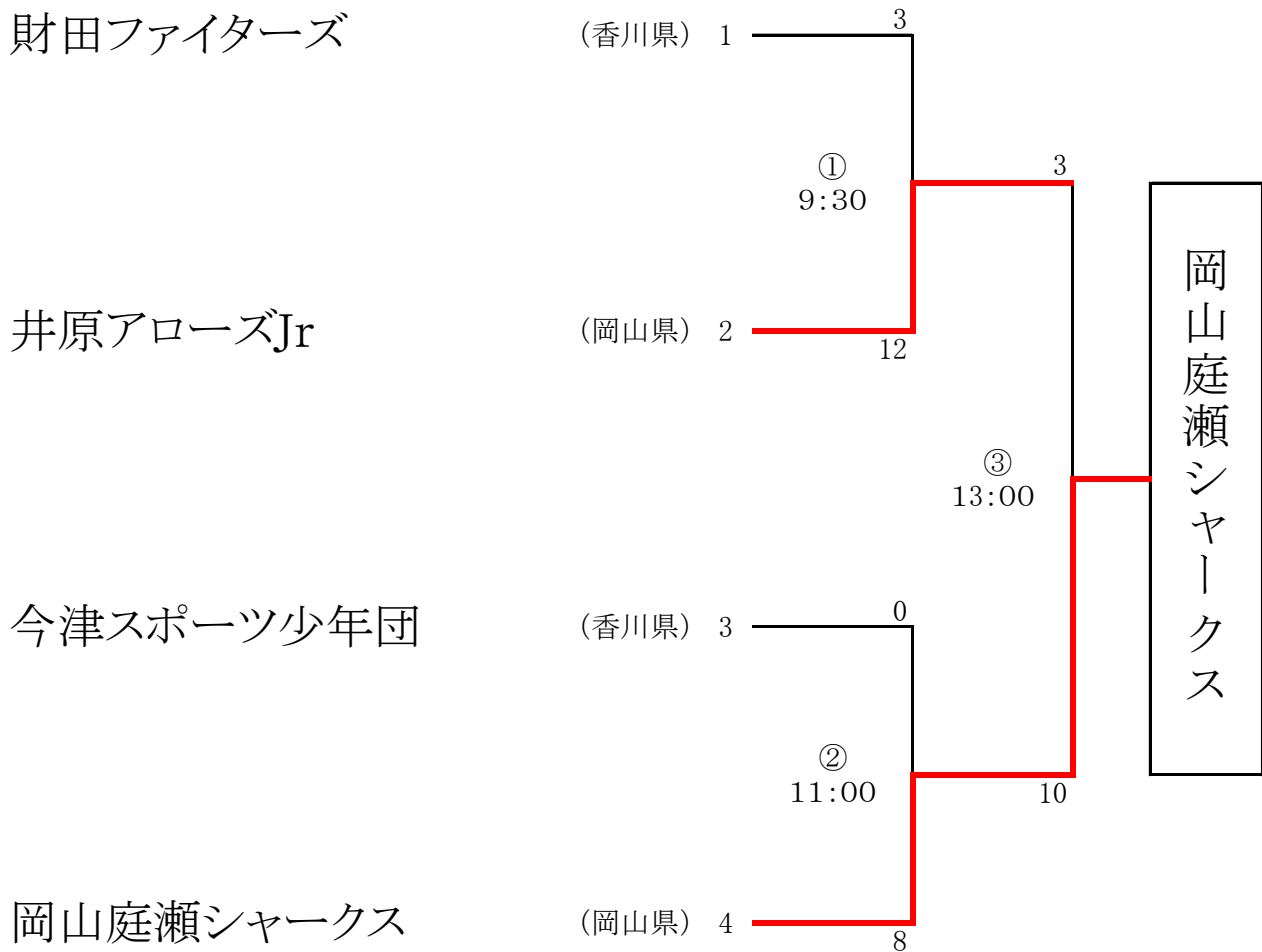 財田ファイターズ (香川県) 1
3
①
9:30
3
井原アローズJr (岡山県) 2
12
③
13:00
岡山庭瀬シャークス
今津スポーツ少年団 (香川県) 3
0
②
11:00
10
岡山庭瀬シャークス (岡山県) 4
8